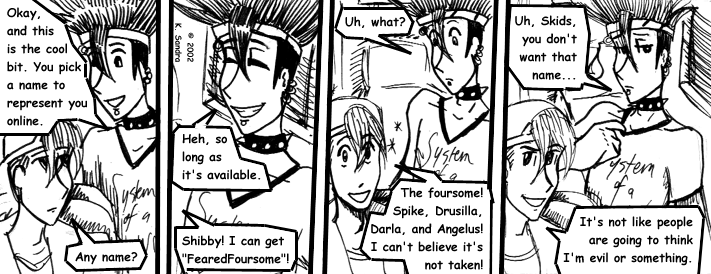 Okay,
and this
is the cool
bit. You pick
a name to
represent you
online.
Any name?
© 2002
K. Sandra
Heh, so
long as
it's available.
Shibby! I can get
"FearedFoursome"!
Uh, what?
The foursome!
Spike, Drusilla,
Darla, and Angelus!
I can't believe it's
not taken!
Uh, Skids,
you don't
want that
name...
It's not like people
are going to think
I'm evil or something.
System
of a
System
of a
System
of a